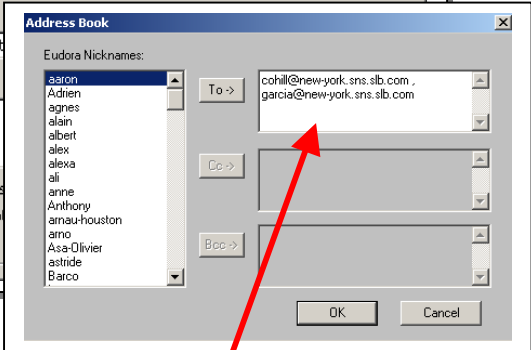 Address Book
Eudora Nicknames:
aaron
Adrien
agnes
alain
albert
alex
alexa
ali
anne
Anthony
arnau-houston
arno
Asa-Olivier
astride
Barco
To ->
cohill@new-york.sns.slb.com ,
garcia@new-york.sns.slb.com
Cc ->
Bcc ->
OK
Cancel